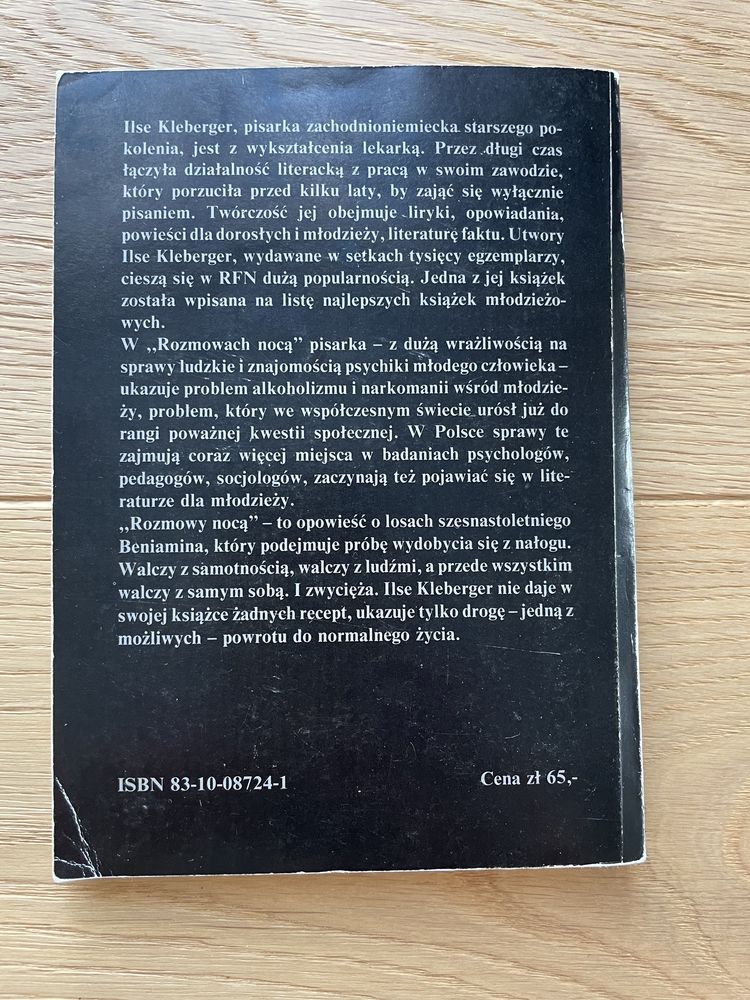 Ilse Kleberger, pisarka zachodnioniemiecka starszego po-
kolenia, jest z wykształcenia lekarką. Przez długi czas
łączyła działalność literacką z pracą w swoim zawodzie,
który porzuciła przed kilku laty, by zająć się wyłącznie
pisaniem. Twórczość jej obejmuje liryki, opowiadania,
powieści dla dorosłych i młodzieży, literaturę faktu. Utwory
Ilse Kleberger, wydawane w setkach tysięcy egzemplarzy,
cieszą się w RFN dużą popularnością. Jedna z jej książek
została wpisana na listę najlepszych książek młodzieżo-
wych.
W ,,Rozmowach nocą” pisarka – z dużą wrażliwością na
sprawy ludzkie i znajomością psychiki młodego człowieka –
ukazuje problem alkoholizmu i narkomanii wśród młodzie-
ży, problem, który we współczesnym świecie urósł już do
rangi poważnej kwestii społecznej. W Polsce sprawy te
zajmują coraz więcej miejsca w badaniach psychologów,
pedagogów, socjologów, zaczynają też pojawiać się w lite-
raturze dla młodzieży.
,,Rozmowy nocą” – to opowieść o losach szesnastoletniego
Beniamina, który podejmuje próbę wydobycia się z nałogu.
Walczy z samotnością, walczy z ludźmi, a przede wszystkim
walczy z samym sobą. I zwycięża. Ilse Kleberger nie daje w
swojej książce żadnych recept, ukazuje tylko drogę – jedną z
możliwych – powrotu do normalnego życia.
ISBN 83-10-08724-1
Cena zł 65,-